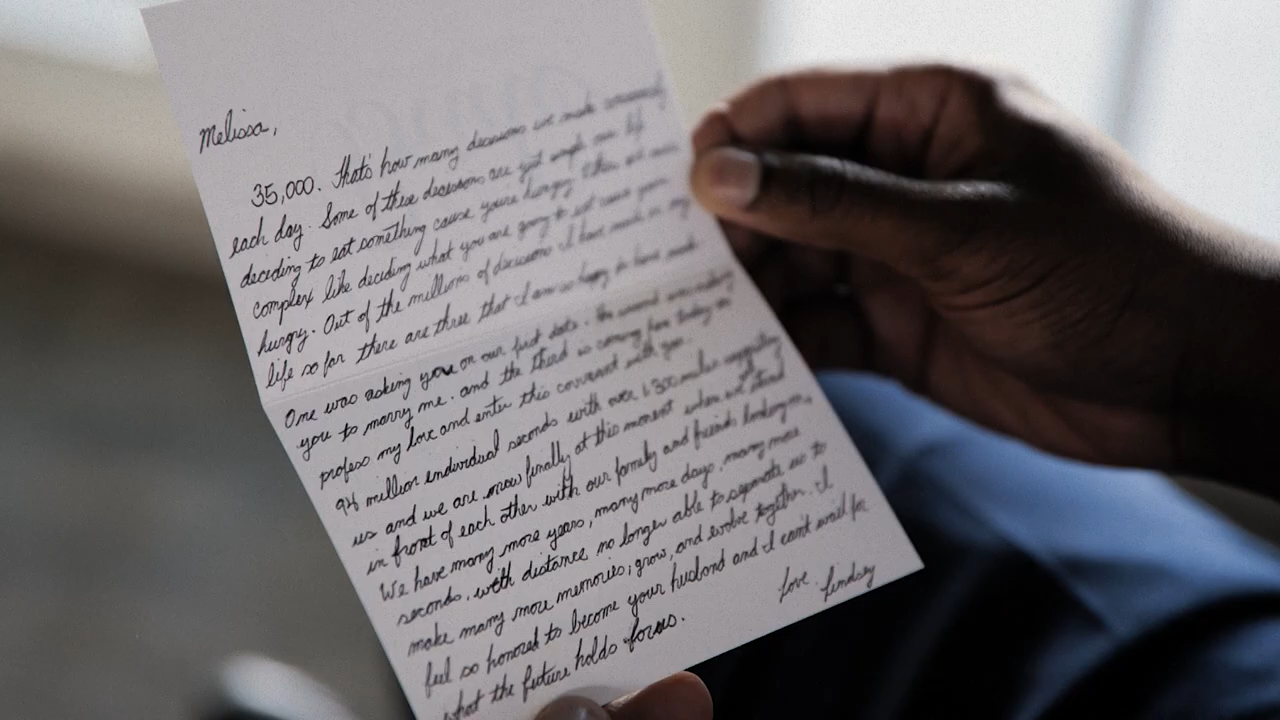 Melissa,
35,000. That's how many decisions we make
each day. Some of these decisions are just simple our life
deciding to eat something cause you're hungry. Others are more
complex like deciding what you are going to eat cause you're
hungry. Out of the millions of decisions I have made in my
life so far there are three that I am so happy to have made.
One was asking you on our first date. the second was asking
you to marry me. and the third is coming here today to
profess my love and enter this covenant with you.
94 million endividual seconds with over 1,300 miles separating
us and we are now finally at this moment where we stand
in front of each other with our family and friends looking on,
We have many more years, many more days, many more
seconds, with distance no longer able to separate us to
make many more memories; grow, and evolve together. I
feel so honored to become your husband and I can't wait for
what the future holds for us.
Love, Lindsey